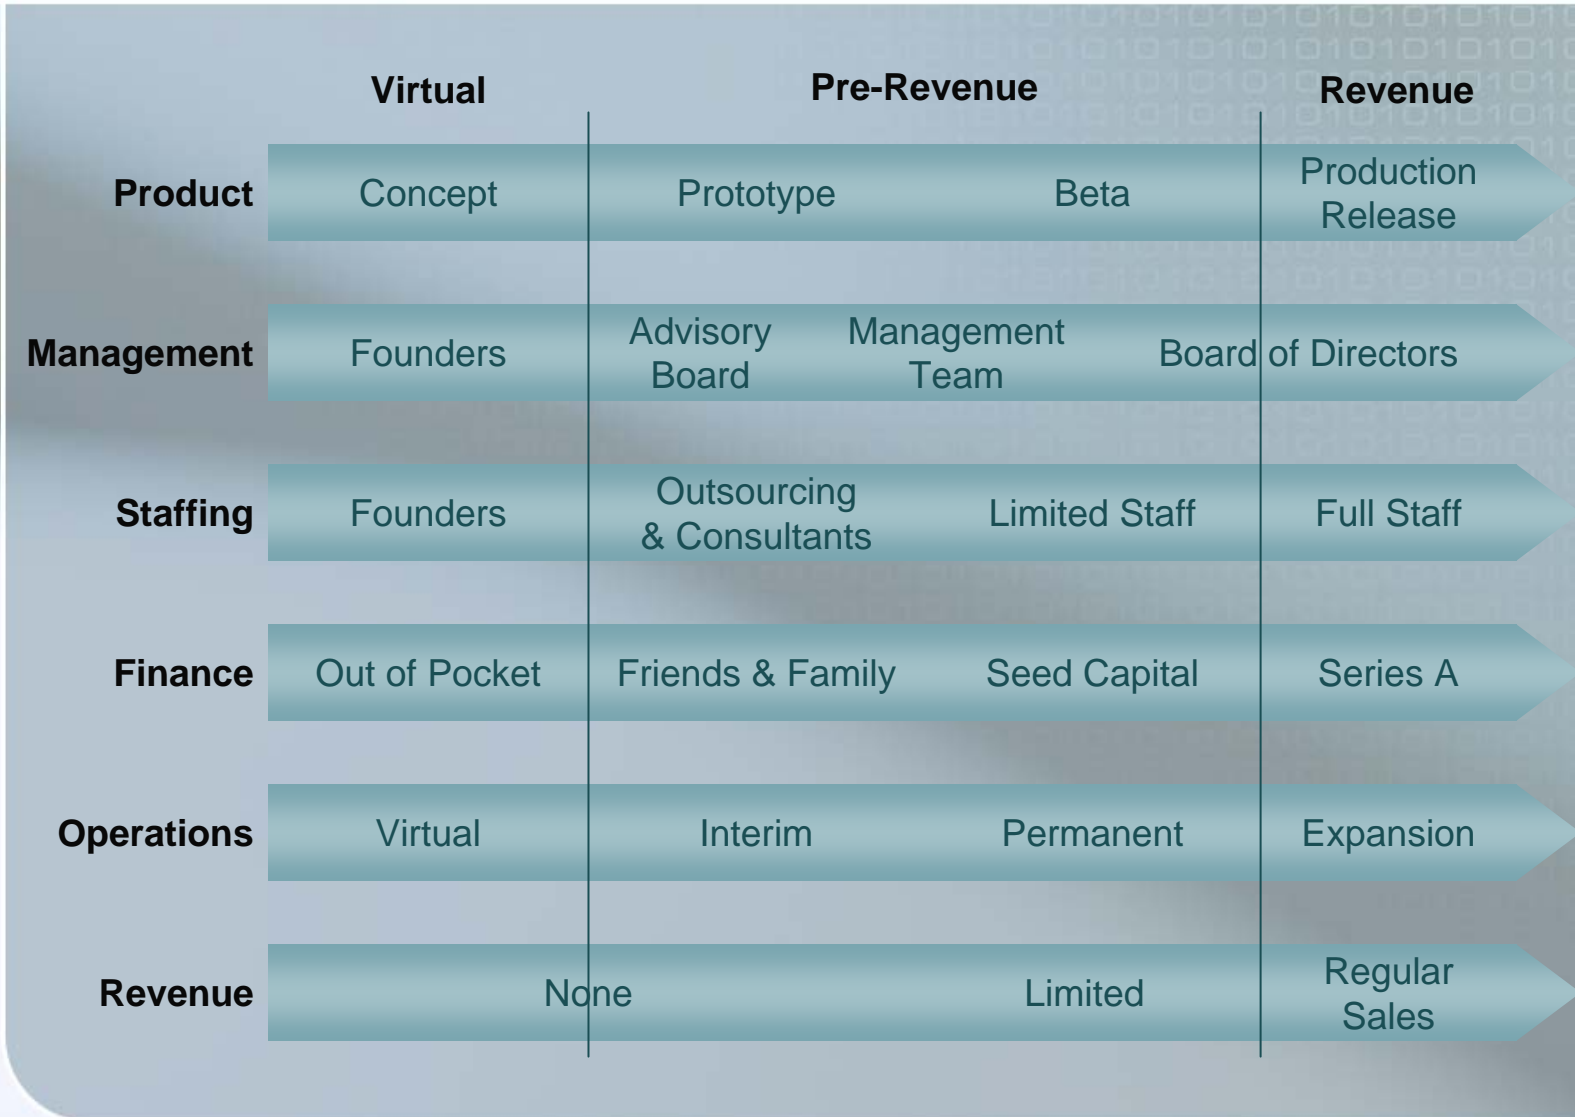 Virtual Pre-Revenue Revenue
Product Concept Prototype Beta Production
Release
Management Founders Advisory
Board Management
Team Board of Directors
Staffing Founders Outsourcing
& Consultants Limited Staff Full Staff
Finance Out of Pocket Friends & Family Seed Capital Series A
Operations Virtual Interim Permanent Expansion
Revenue None Limited Regular
Sales